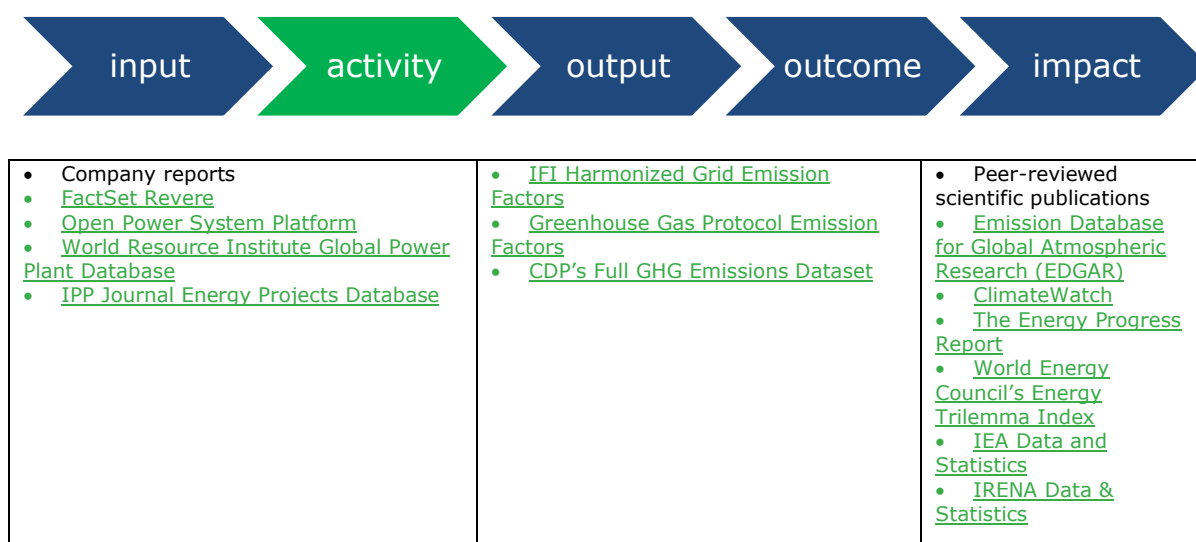 input
activity
output
outcome
impact
• Company reports
• FactSet Revere
• Open Power System Platform
• World Resource Institute Global Power
Plant Database
• IPP Journal Energy Projects Database
• IFI Harmonized Grid Emission
Factors
• Greenhouse Gas Protocol Emission
Factors
• CDP's Full GHG Emissions Dataset
• Peer-reviewed
scientific publications
• Emission Database
for Global Atmospheric
Research (EDGAR)
• ClimateWatch
• The Energy Progress
Report
• World Energy
Council's Energy
Trilemma Index
• IEA Data and
Statistics
• IRENA Data &
Statistics